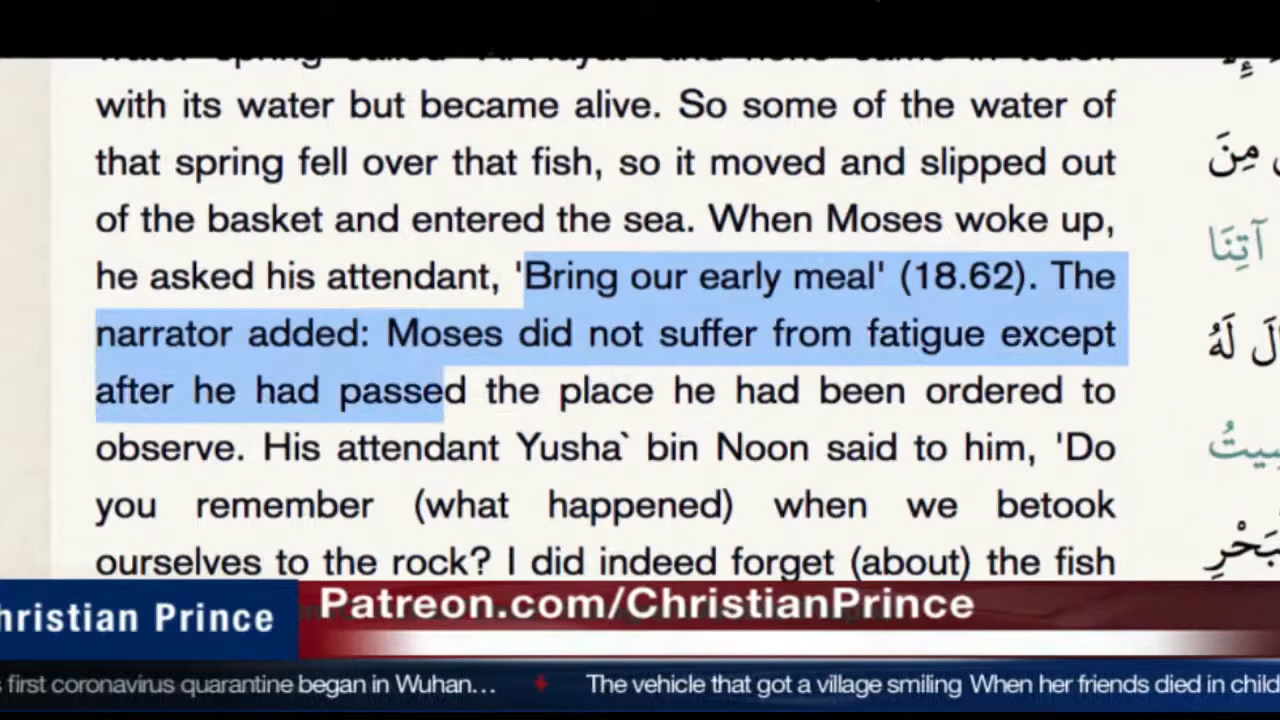 with its water but became alive. So some of the water of
that spring fell over that fish, so it moved and slipped out
of the basket and entered the sea. When Moses woke up,
he asked his attendant, 'Bring our early meal' (18.62). The
narrator added: Moses did not suffer from fatigue except
after he had passed the place he had been ordered to
observe. His attendant Yusha` bin Noon said to him, 'Do
you remember (what happened) when we betook
ourselves to the rock? I did indeed forget (about) the fish
مِنَ
آتِنَا
لَهُ
hristian Prince
Patreon.com/ChristianPrince
s first coronavirus quarantine began in Wuhan...
The vehicle that got a village smiling When her friends died in child